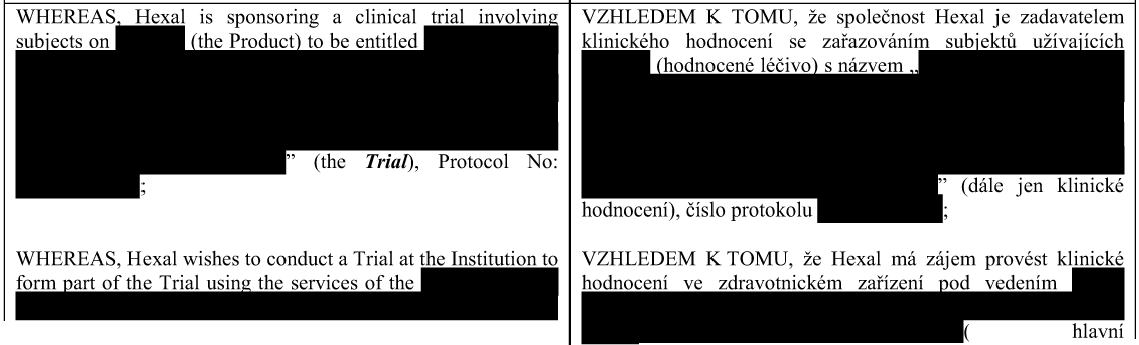 WHEREAS, Hexal is sponsoring a clinical trial involving
subjects on (the Product) to be entitled
” (the Trial), Protocol No:
;
WHEREAS, Hexal wishes to conduct a Trial at the Institution to
form part of the Trial using the services of the
VZHLEDEM K TOMU, že společnost Hexal je zadavatelem
klinického hodnocení se zařazováním subjektů užívajících
(hodnocené léčivo) s názvem „
” (dále jen klinické
hodnocení), číslo protokolu ;
VZHLEDEM K TOMU, že Hexal má zájem provést klinické
hodnocení ve zdravotnickém zařízení pod vedením
( hlavní